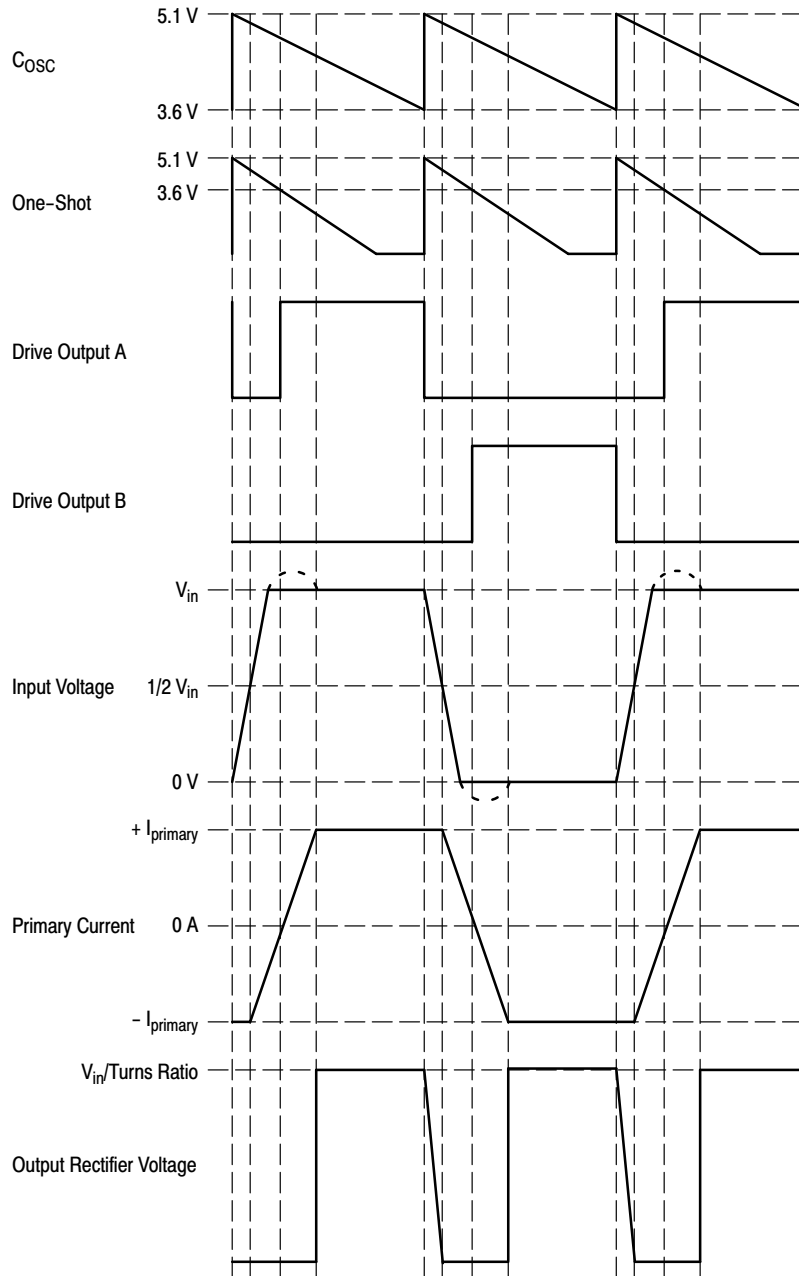 5.1 V
C_OSC
3.6 V
5.1 V
3.6 V
One-Shot
Drive Output A
Drive Output B
V_in
Input Voltage 1/2 V_in
0 V
+ I_primary
Primary Current 0 A
- I_primary
V_in/Turns Ratio
Output Rectifier Voltage